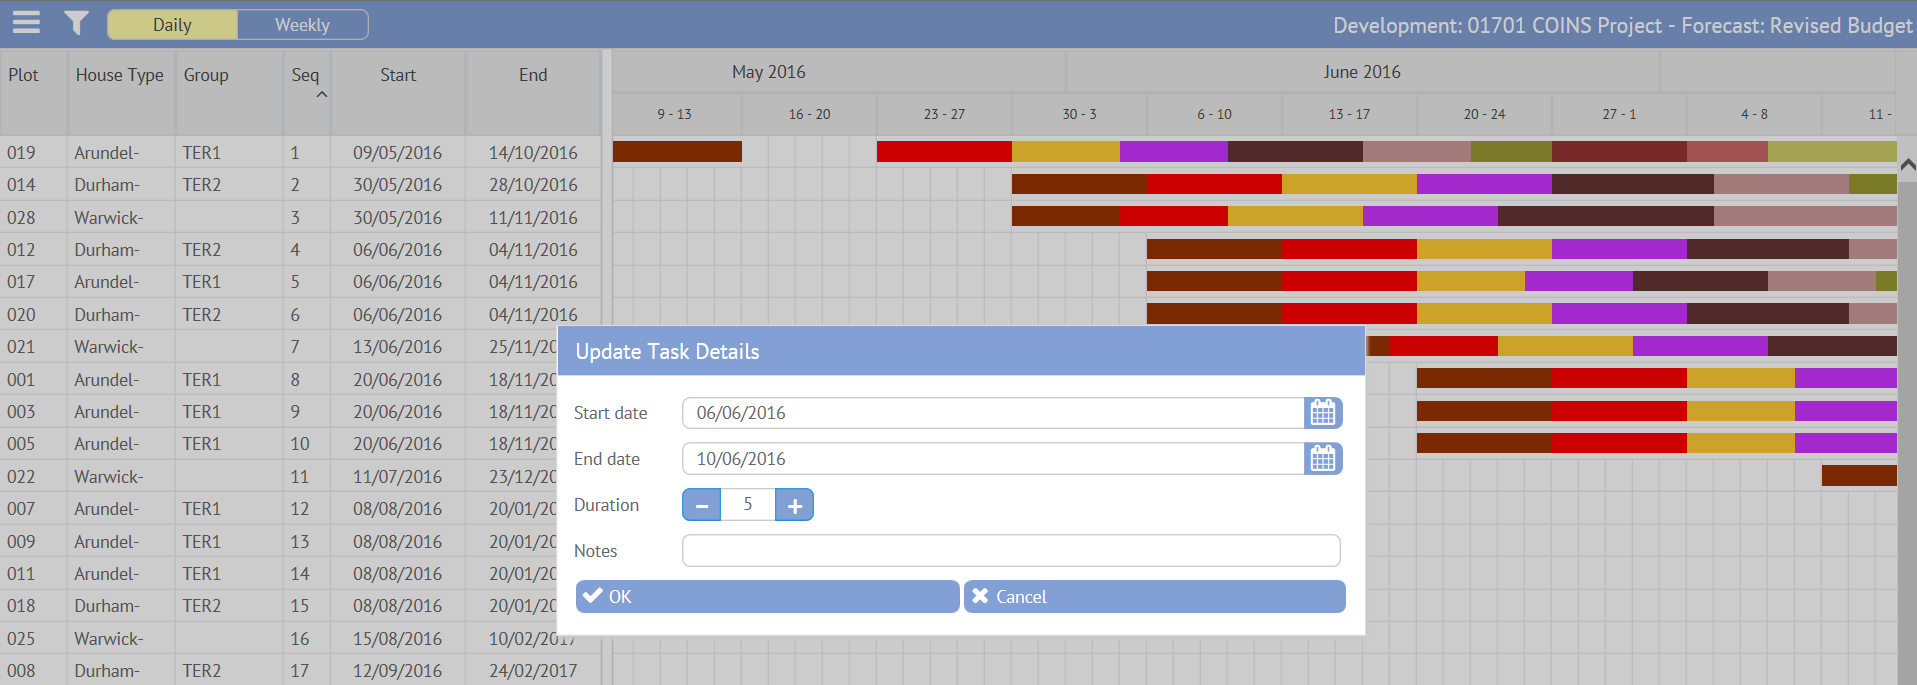 Daily Weekly Development: 01701 COINS Project - Forecast: Revised Budget
Plot House Type Group Seq Start End May 2016 June 2016
9 - 13 16 - 20 23 - 27 30 - 3 6 - 10 13 - 17 20 - 24 27 - 1 4 - 8 11 -
019 Arundel- TER1 1 09/05/2016 14/10/2016
014 Durham- TER2 2 30/05/2016 28/10/2016
028 Warwick- 3 30/05/2016 11/11/2016
012 Durham- TER2 4 06/06/2016 04/11/2016
017 Arundel- TER1 5 06/06/2016 04/11/2016
020 Durham- TER2 6 06/06/2016 04/11/2016
021 Warwick- 7 13/06/2016 25/11/20
001 Arundel- TER1 8 20/06/2016 18/11/20
003 Arundel- TER1 9 20/06/2016 18/11/20
005 Arundel- TER1 10 20/06/2016 18/11/20
022 Warwick- 11 11/07/2016 23/12/20
007 Arundel- TER1 12 08/08/2016 20/01/20
009 Arundel- TER1 13 08/08/2016 20/01/20
011 Arundel- TER1 14 08/08/2016 20/01/20
018 Durham- TER2 15 08/08/2016 20/01/20
025 Warwick- 16 15/08/2016 10/02/2017
008 Durham- TER2 17 12/09/2016 24/02/2017
Update Task Details
Start date 06/06/2016
End date 10/06/2016
Duration − 5 +
Notes
OK Cancel